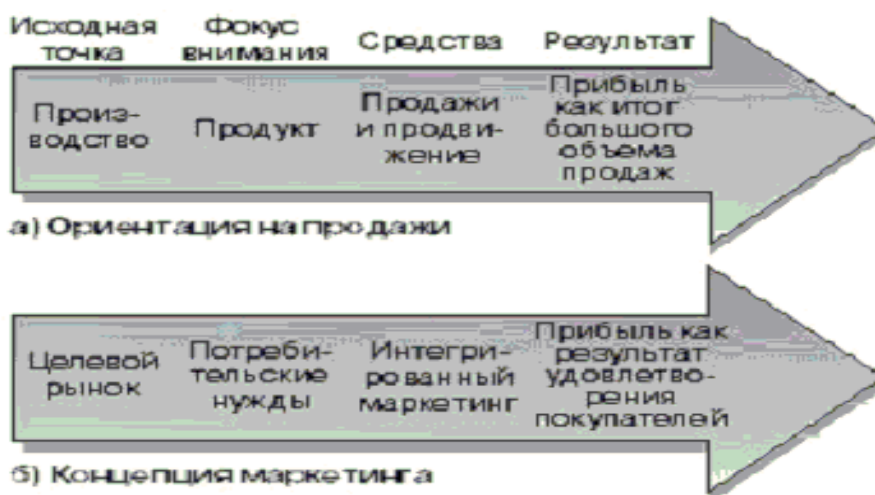 Исходная точка
Фокус внимания
Средства
Результат
Произ-
водство
Продукт
Продажи
и продви-
жение
Прибыль
как итог
большого
объема
продаж
а) Ориентация на продажи
Целевой
рынок
Потреби-
тельские
нужды
Интегри-
рованный
маркетинг
Прибыль как
результат
удовлетво-
рения
покупателей
б) Концепция маркетинга